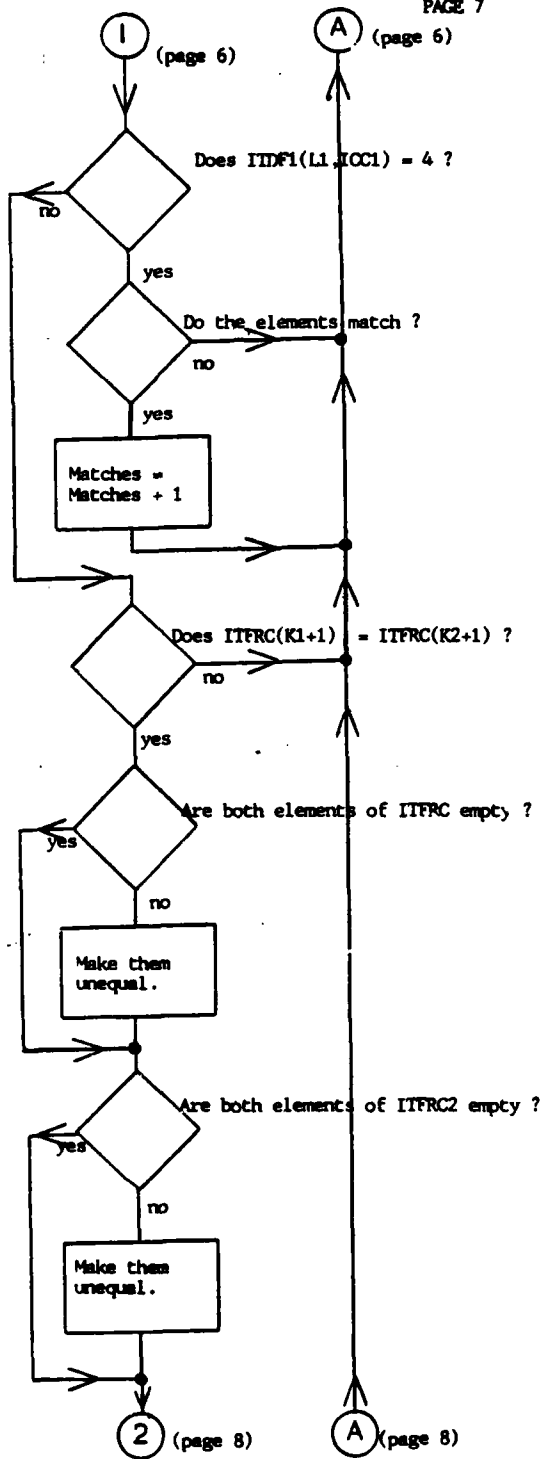 PAGE 7
1 (page 6)
A (page 6)
Does ITDF1(L1,ICC1) = 4 ?
no
yes
Do the elements match ?
no
yes
Matches =
Matches + 1
Does ITFRC(K1+1) = ITFRC(K2+1) ?
no
yes
Are both elements of ITFRC empty ?
yes
no
Make them
unequal.
Are both elements of ITFRC2 empty ?
yes
no
Make them
unequal.
2 (page 8)
A (page 8)